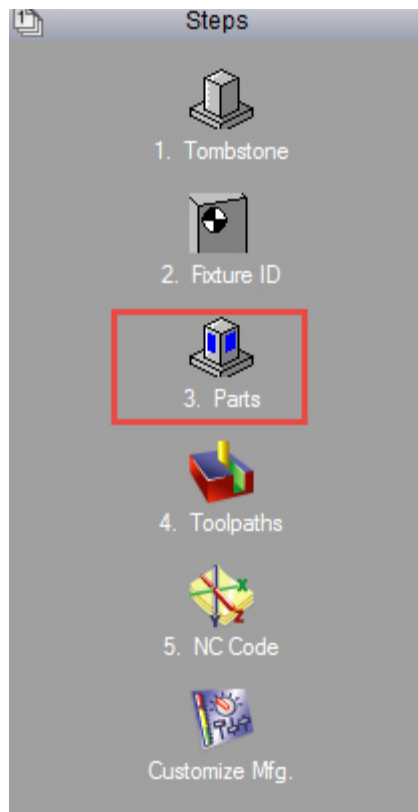 Steps
1. Tombstone
2. Fixture ID
3. Parts
4. Toolpaths
X
Y
Z
5. NC Code
Customize Mfg.